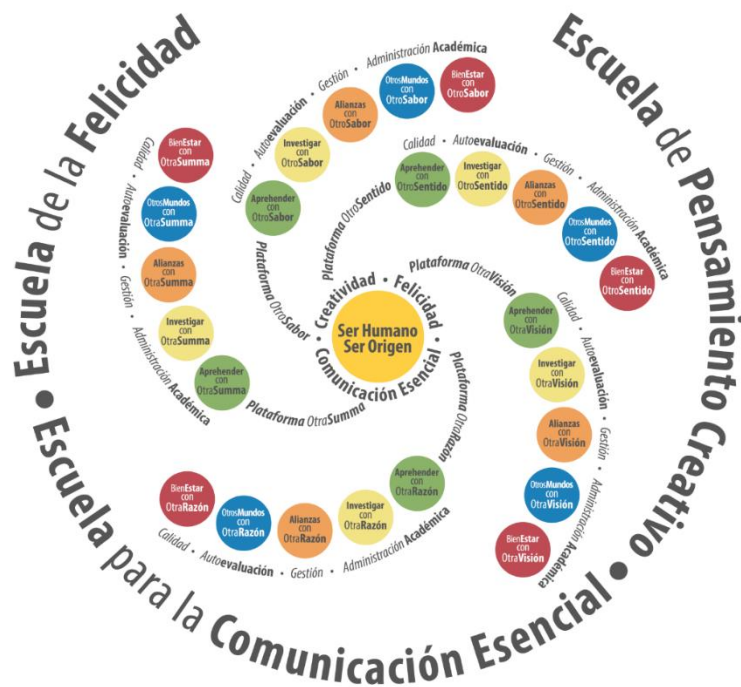 Escuela de la Felicidad • Escuela para la Comunicación Esencial • Escuela de Pensamiento Creativo
Creatividad • Felicidad • Comunicación Esencial •
Ser Humano
Ser Origen
Plataforma OtroSabor
Calidad • Autoevaluación • Gestión • Administración Académica
Aprehender
con
OtroSabor
Investigar
con
OtroSabor
Alianzas
con
OtroSabor
OtrosMundos
con
OtroSabor
BienEstar
con
OtroSabor
Plataforma OtroSentido
Calidad • Autoevaluación • Gestión • Administración Académica
Aprehender
con
OtroSentido
Investigar
con
OtroSentido
Alianzas
con
OtroSentido
OtrosMundos
con
OtroSentido
BienEstar
con
OtroSentido
Plataforma OtraVisión
Calidad • Autoevaluación • Gestión • Administración Académica
Aprehender
con
OtraVisión
Investigar
con
OtraVisión
Alianzas
con
OtraVisión
OtrosMundos
con
OtraVisión
BienEstar
con
OtraVisión
Plataforma OtraRazón
Calidad • Autoevaluación • Gestión • Administración Académica
Aprehender
con
OtraRazón
Investigar
con
OtraRazón
Alianzas
con
OtraRazón
OtrosMundos
con
OtraRazón
BienEstar
con
OtraRazón
Plataforma OtraSumma
Calidad • Autoevaluación • Gestión • Administración Académica
Aprehender
con
OtraSumma
Investigar
con
OtraSumma
Alianzas
con
OtraSumma
OtrosMundos
con
OtraSumma
BienEstar
con
OtraSumma